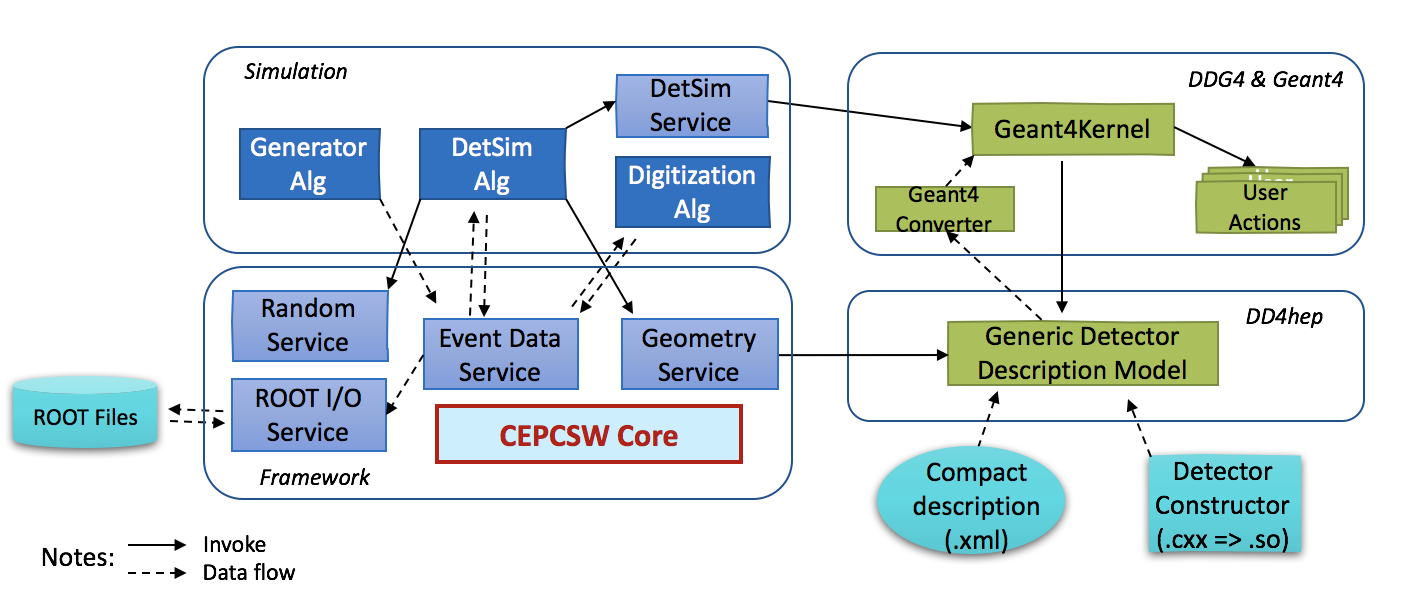 Simulation
Generator
Alg
DetSim
Alg
DetSim
Service
Digitization
Alg
DDG4 & Geant4
Geant4Kernel
Geant4
Converter
User
Actions
Random
Service
ROOT I/O
Service
Event Data
Service
Geometry
Service
CEPCSW Core
Framework
ROOT Files
DD4hep
Generic Detector
Description Model
Compact
description
(.xml)
Detector
Constructor
(.cxx => .so)
Notes:
Invoke
Data flow